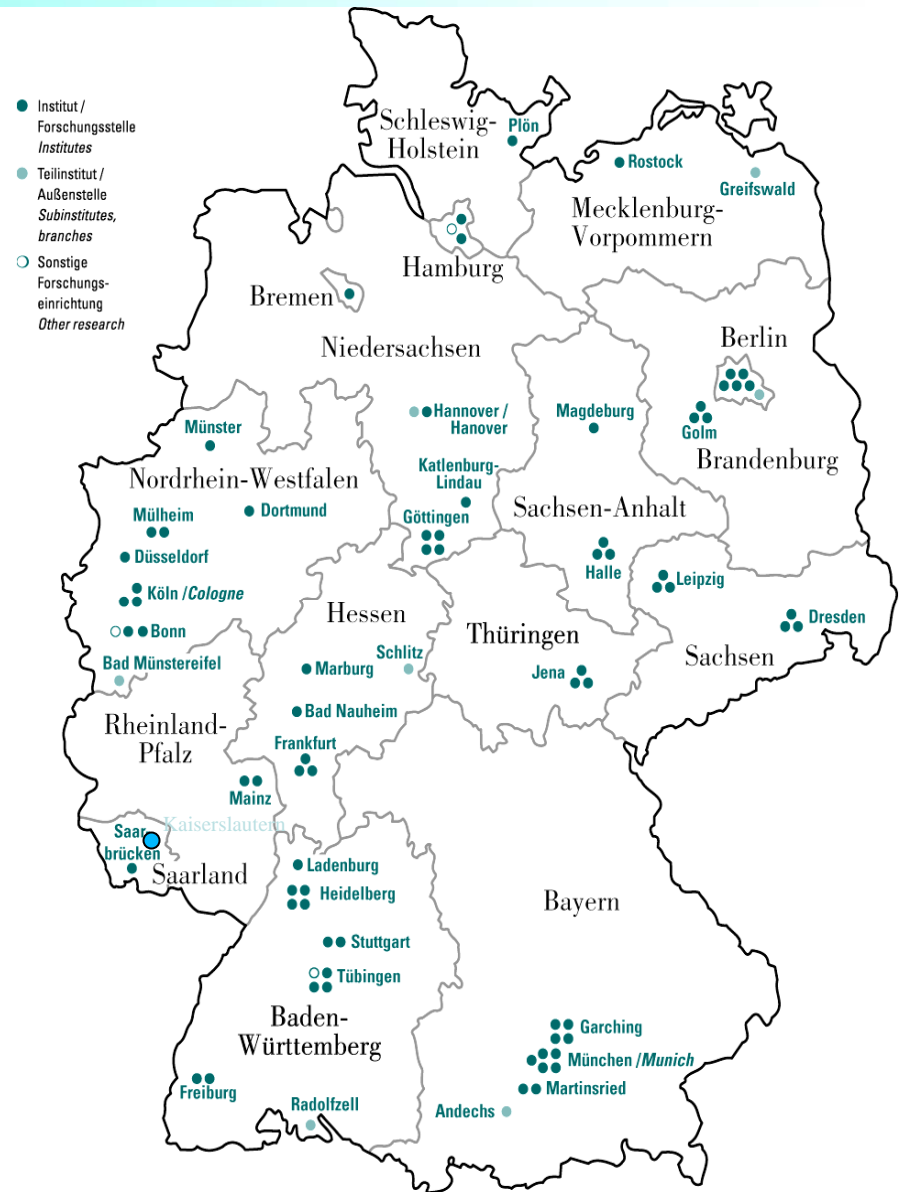 Institut /
Forschungsstelle
Institutes
Teilinstitut /
Außenstelle
Subinstitutes,
branches
Sonstige
Forschungs-
einrichtung
Other research
Schleswig-
Holstein
Plön
Rostock
Greifswald
Mecklenburg-
Vorpommern
Hamburg
Bremen
Niedersachsen
Berlin
Hannover /
Hanover
Magdeburg
Golm
Brandenburg
Münster
Nordrhein-Westfalen
Katlenburg-
Lindau
Sachsen-Anhalt
Dortmund
Mülheim
Göttingen
Düsseldorf
Halle
Leipzig
Köln /Cologne
Hessen
Dresden
Bonn
Thüringen
Sachsen
Bad Münstereifel
Schlitz
Marburg
Jena
Rheinland-
Pfalz
Bad Nauheim
Frankfurt
Mainz
Kaiserslautern
Saar
brücken
Saarland
Ladenburg
Heidelberg
Bayern
Stuttgart
Tübingen
Baden-
Württemberg
Garching
München /Munich
Martinsried
Freiburg
Radolfzell
Andechs